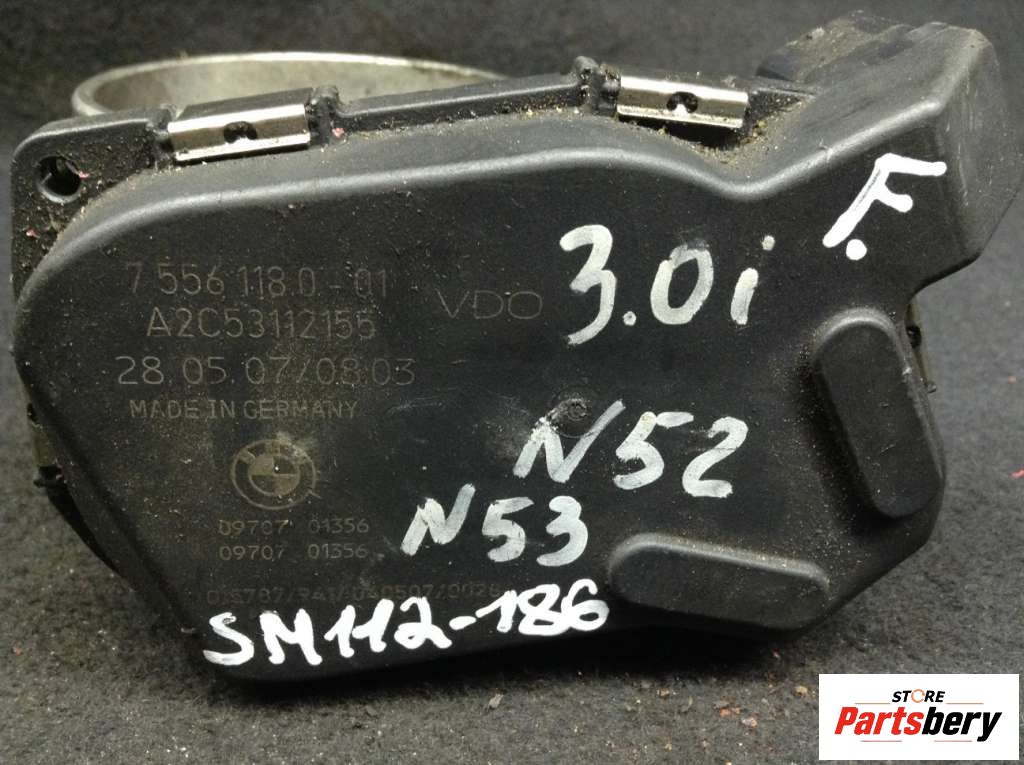 F.
7 556 118 0 - 01
A2C53112155
VDO
3.0i
28.05.07/08:03
MADE IN GERMANY
N52
09707 01356
N53
09707 01356
SM112-186
STORE
Partsbery